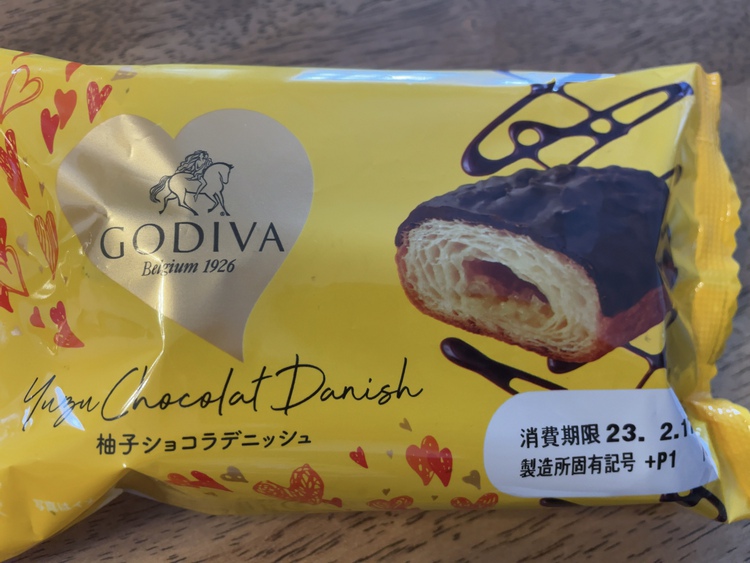 GODIVA
Belgium 1926
Yuzu Chocolat Danish
柚子ショコラデニッシュ
消費期限 23. 2.1
製造所固有記号 +P1